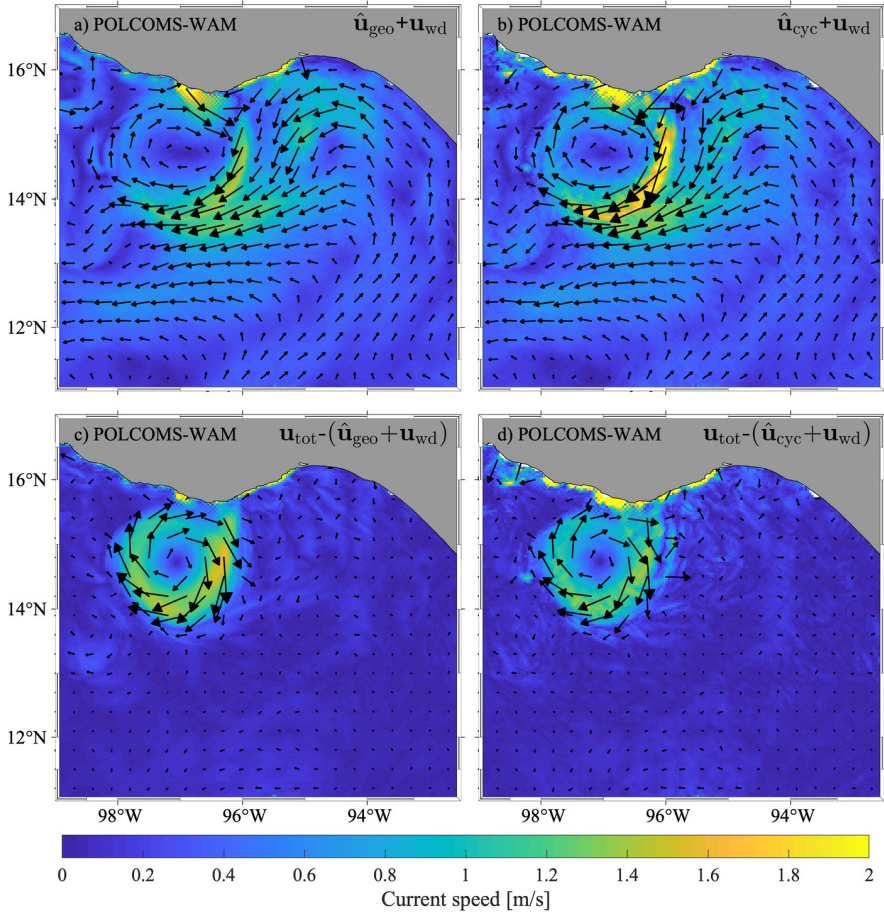 a) POLCOMS-WAM
û_geo+u_wd
b) POLCOMS-WAM
û_cyc+u_wd
16°N
14°N
12°N
c) POLCOMS-WAM
u_tot-(û_geo+u_wd)
d) POLCOMS-WAM
u_tot-(û_cyc+u_wd)
16°N
14°N
12°N
98°W
96°W
94°W
98°W
96°W
94°W
0 0.2 0.4 0.6 0.8 1 1.2 1.4 1.6 1.8 2
Current speed [m/s]